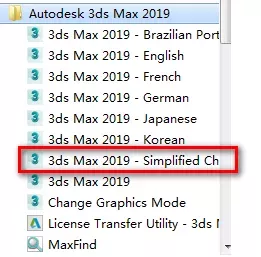 Autodesk 3ds Max 2019
3ds Max 2019 - Brazilian Port
3ds Max 2019 - English
3ds Max 2019 - French
3ds Max 2019 - German
3ds Max 2019 - Japanese
3ds Max 2019 - Korean
3ds Max 2019 - Simplified Ch
3ds Max 2019
Change Graphics Mode
License Transfer Utility - 3ds M
MaxFind